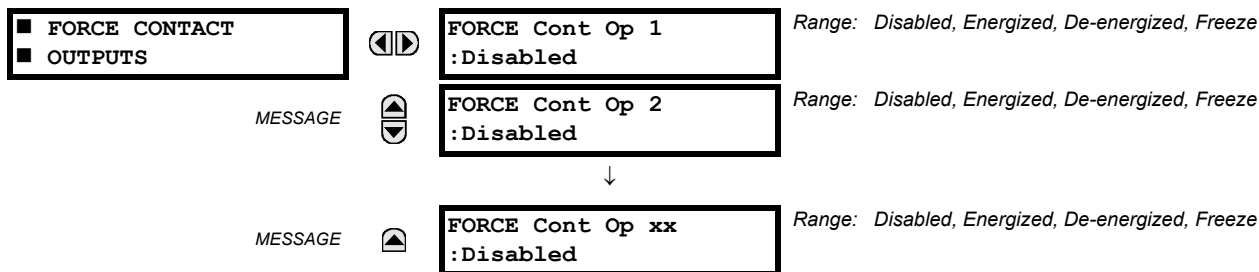 ■ FORCE CONTACT
■ OUTPUTS
FORCE Cont Op 1
:Disabled
Range: Disabled, Energized, De-energized, Freeze
MESSAGE
FORCE Cont Op 2
:Disabled
Range: Disabled, Energized, De-energized, Freeze
↓
MESSAGE
FORCE Cont Op xx
:Disabled
Range: Disabled, Energized, De-energized, Freeze